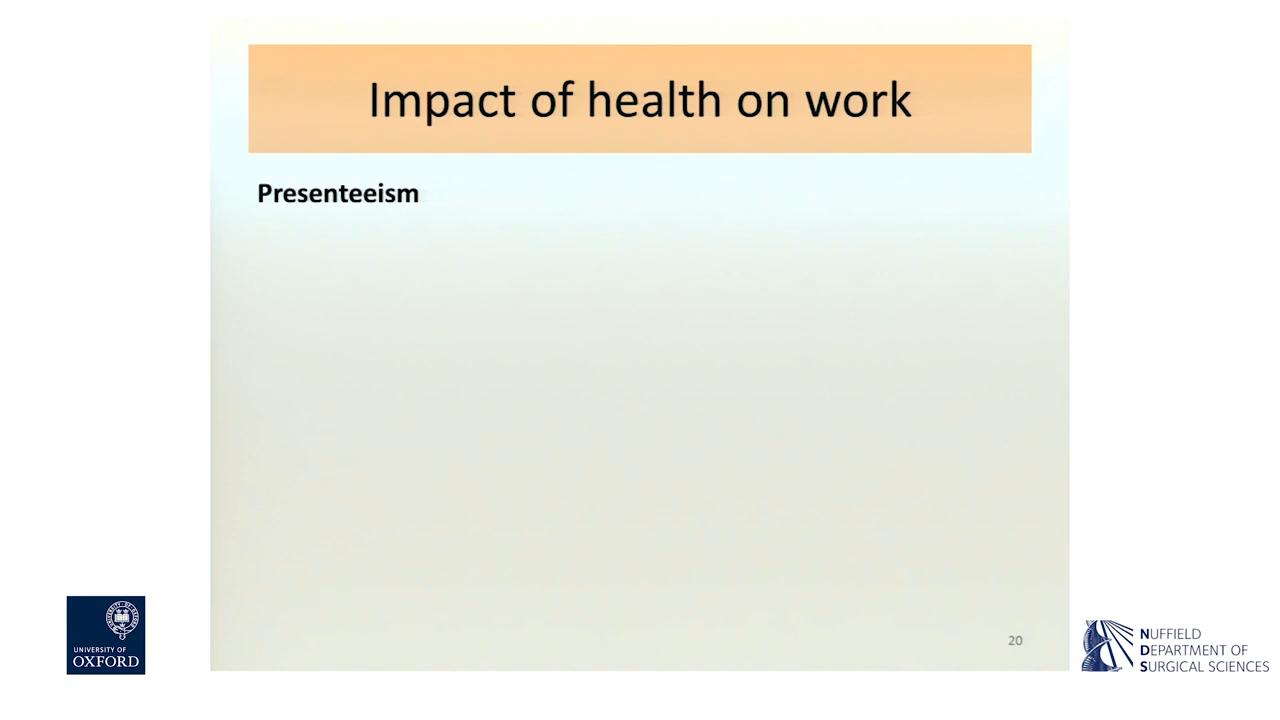 Impact of health on work
Presenteeism
20
UNIVERSITY OF
OXFORD
NUFFIELD
DEPARTMENT OF
SURGICAL SCIENCES